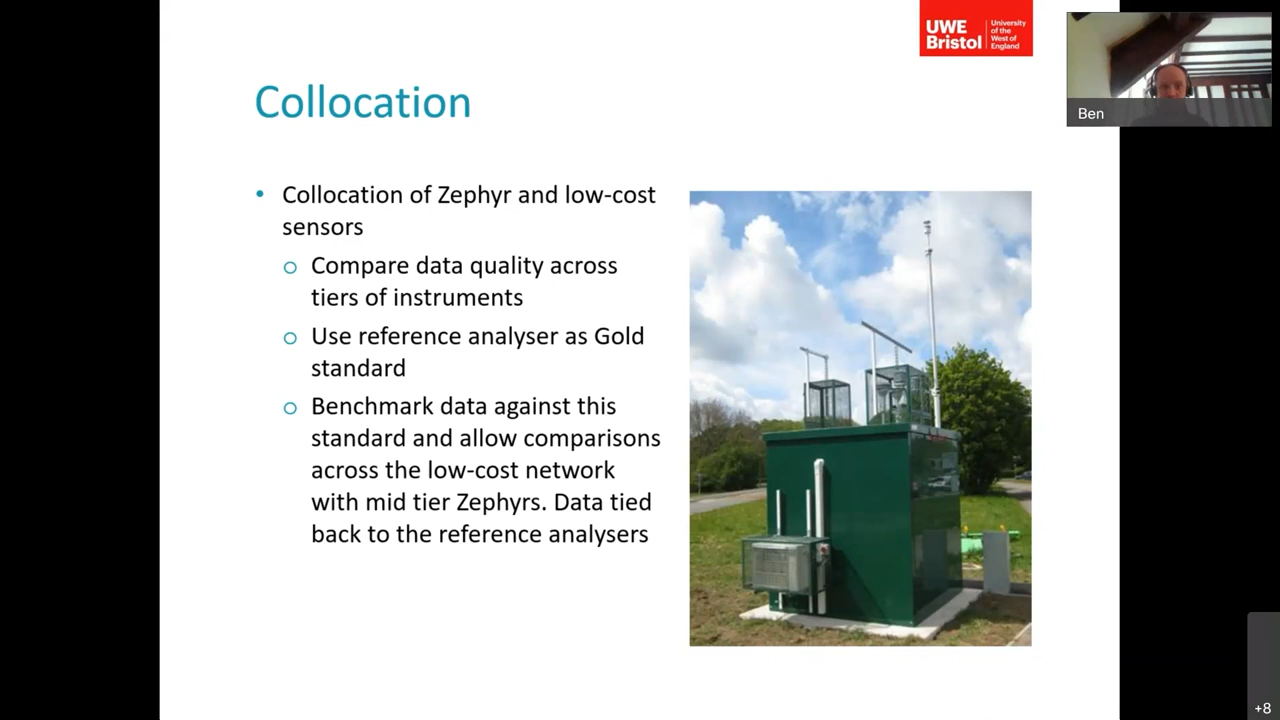 UWE
Bristol
University
of the
West of
England
Ben
Collocation
• Collocation of Zephyr and low-cost
sensors
o Compare data quality across
tiers of instruments
o Use reference analyser as Gold
standard
o Benchmark data against this
standard and allow comparisons
across the low-cost network
with mid tier Zephyrs. Data tied
back to the reference analysers
+8